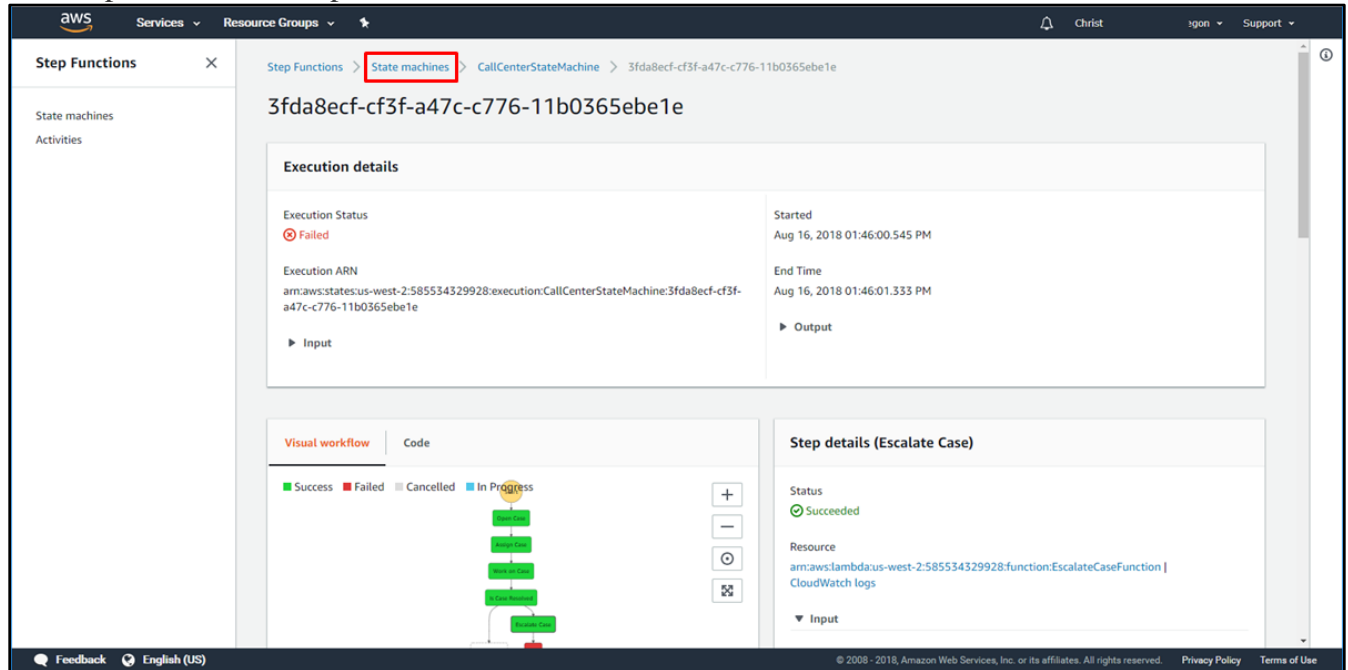 aws
Services
Resource Groups
Christ
Support
Step Functions
State machines
Activities
Step Functions > State machines > CallCenterStateMachine > 3fda8ecf-cf3f-a47c-c776-11b0365ebe1e
3fda8ecf-cf3f-a47c-c776-11b0365ebe1e
Execution details
Execution Status
Failed
Execution ARN
arn:aws:states:us-west-2:585534329928:execution:CallCenterStateMachine:3fda8ecf-cf3f-
a47c-c776-11b0365ebe1e
Input
Started
Aug 16, 2018 01:46:00.545 PM
End Time
Aug 16, 2018 01:46:01.333 PM
Output
Visual workflow
Code
Success Failed Cancelled In Progress
Open Case
Assign Case
Work on Case
Is Case Resolved
Escalate Case
Step details (Escalate Case)
Status
Succeeded
Resource
arn:aws:lambda:us-west-2:585534329928:function:EscalateCaseFunction |
CloudWatch logs
Input
Feedback
English (US)
© 2008 - 2018, Amazon Web Services, Inc. or its affiliates. All rights reserved.
Privacy Policy
Terms of Use